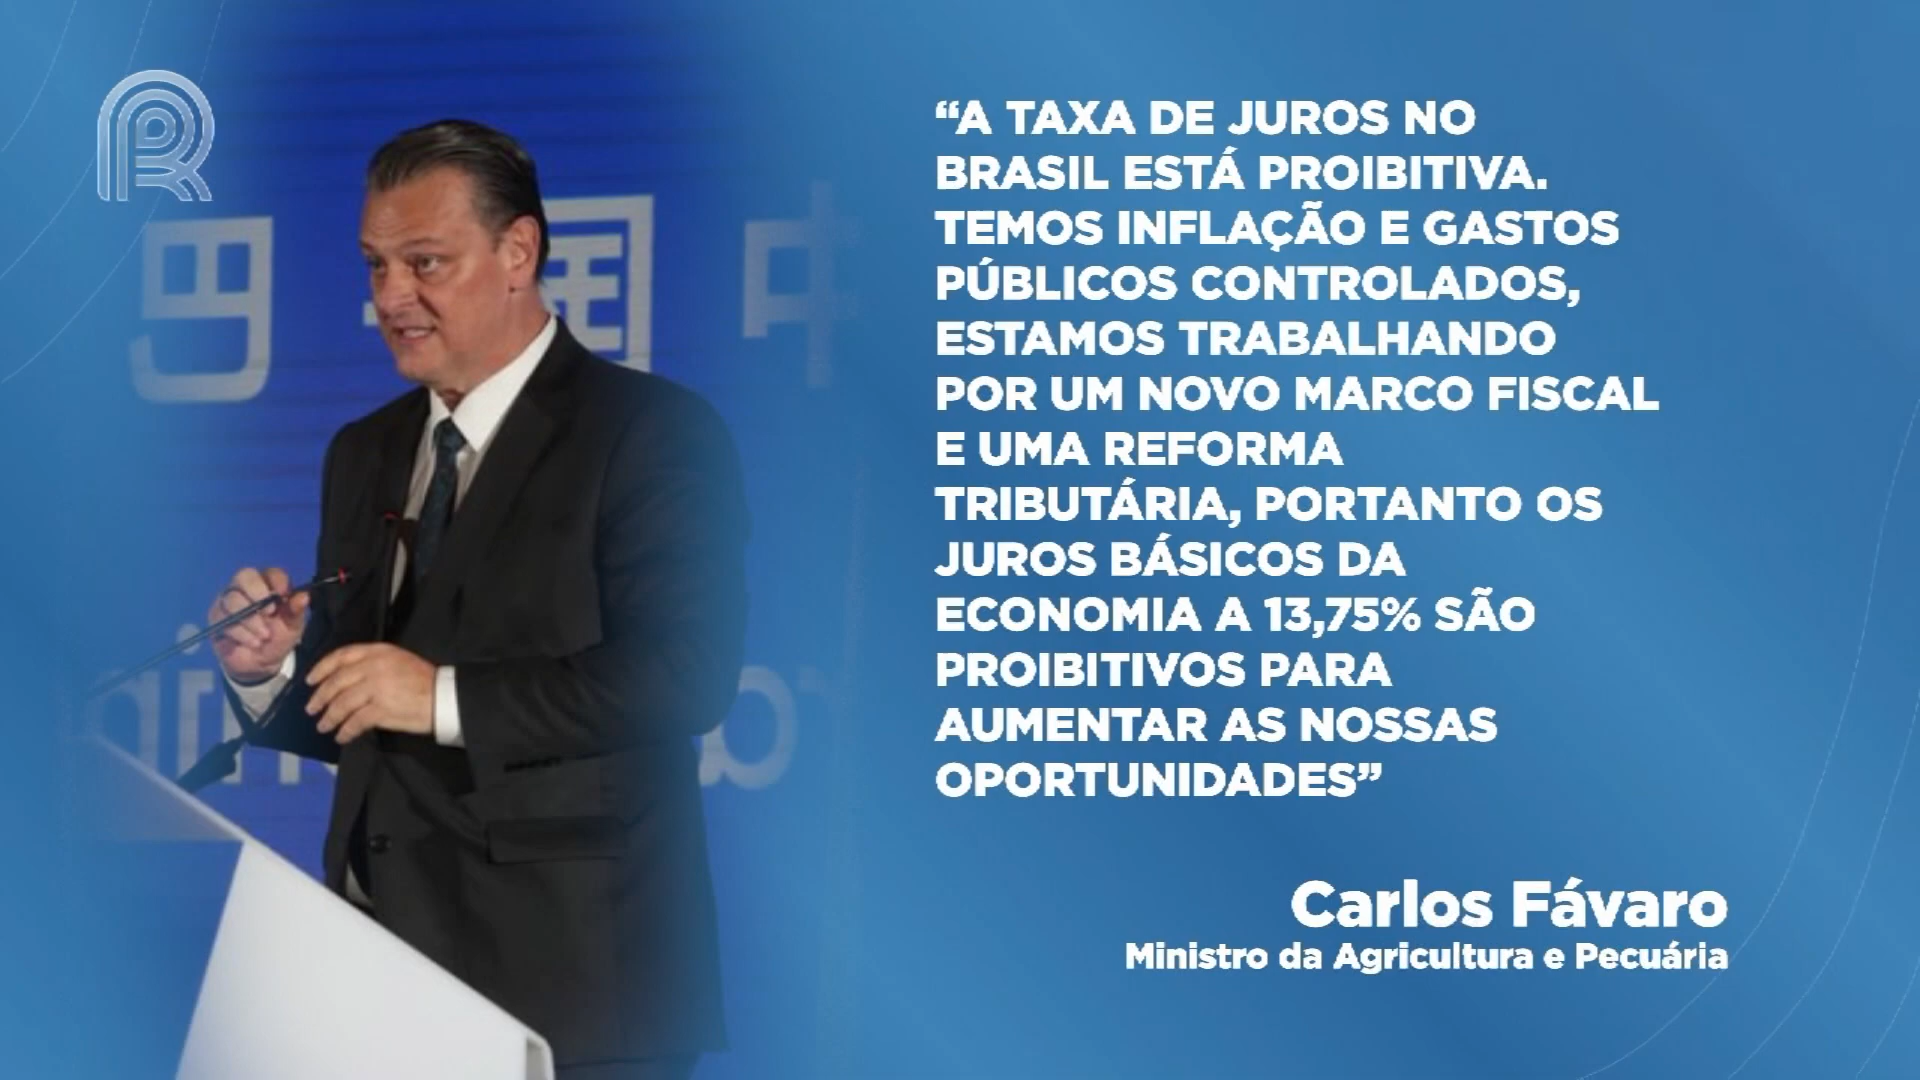 “A TAXA DE JUROS NO
BRASIL ESTÁ PROIBITIVA.
TEMOS INFLAÇÃO E GASTOS
PÚBLICOS CONTROLADOS,
ESTAMOS TRABALHANDO
POR UM NOVO MARCO FISCAL
E UMA REFORMA
TRIBUTÁRIA, PORTANTO OS
JUROS BÁSICOS DA
ECONOMIA A 13,75% SÃO
PROIBITIVOS PARA
AUMENTAR AS NOSSAS
OPORTUNIDADES”
Carlos Fávaro
Ministro da Agricultura e Pecuária